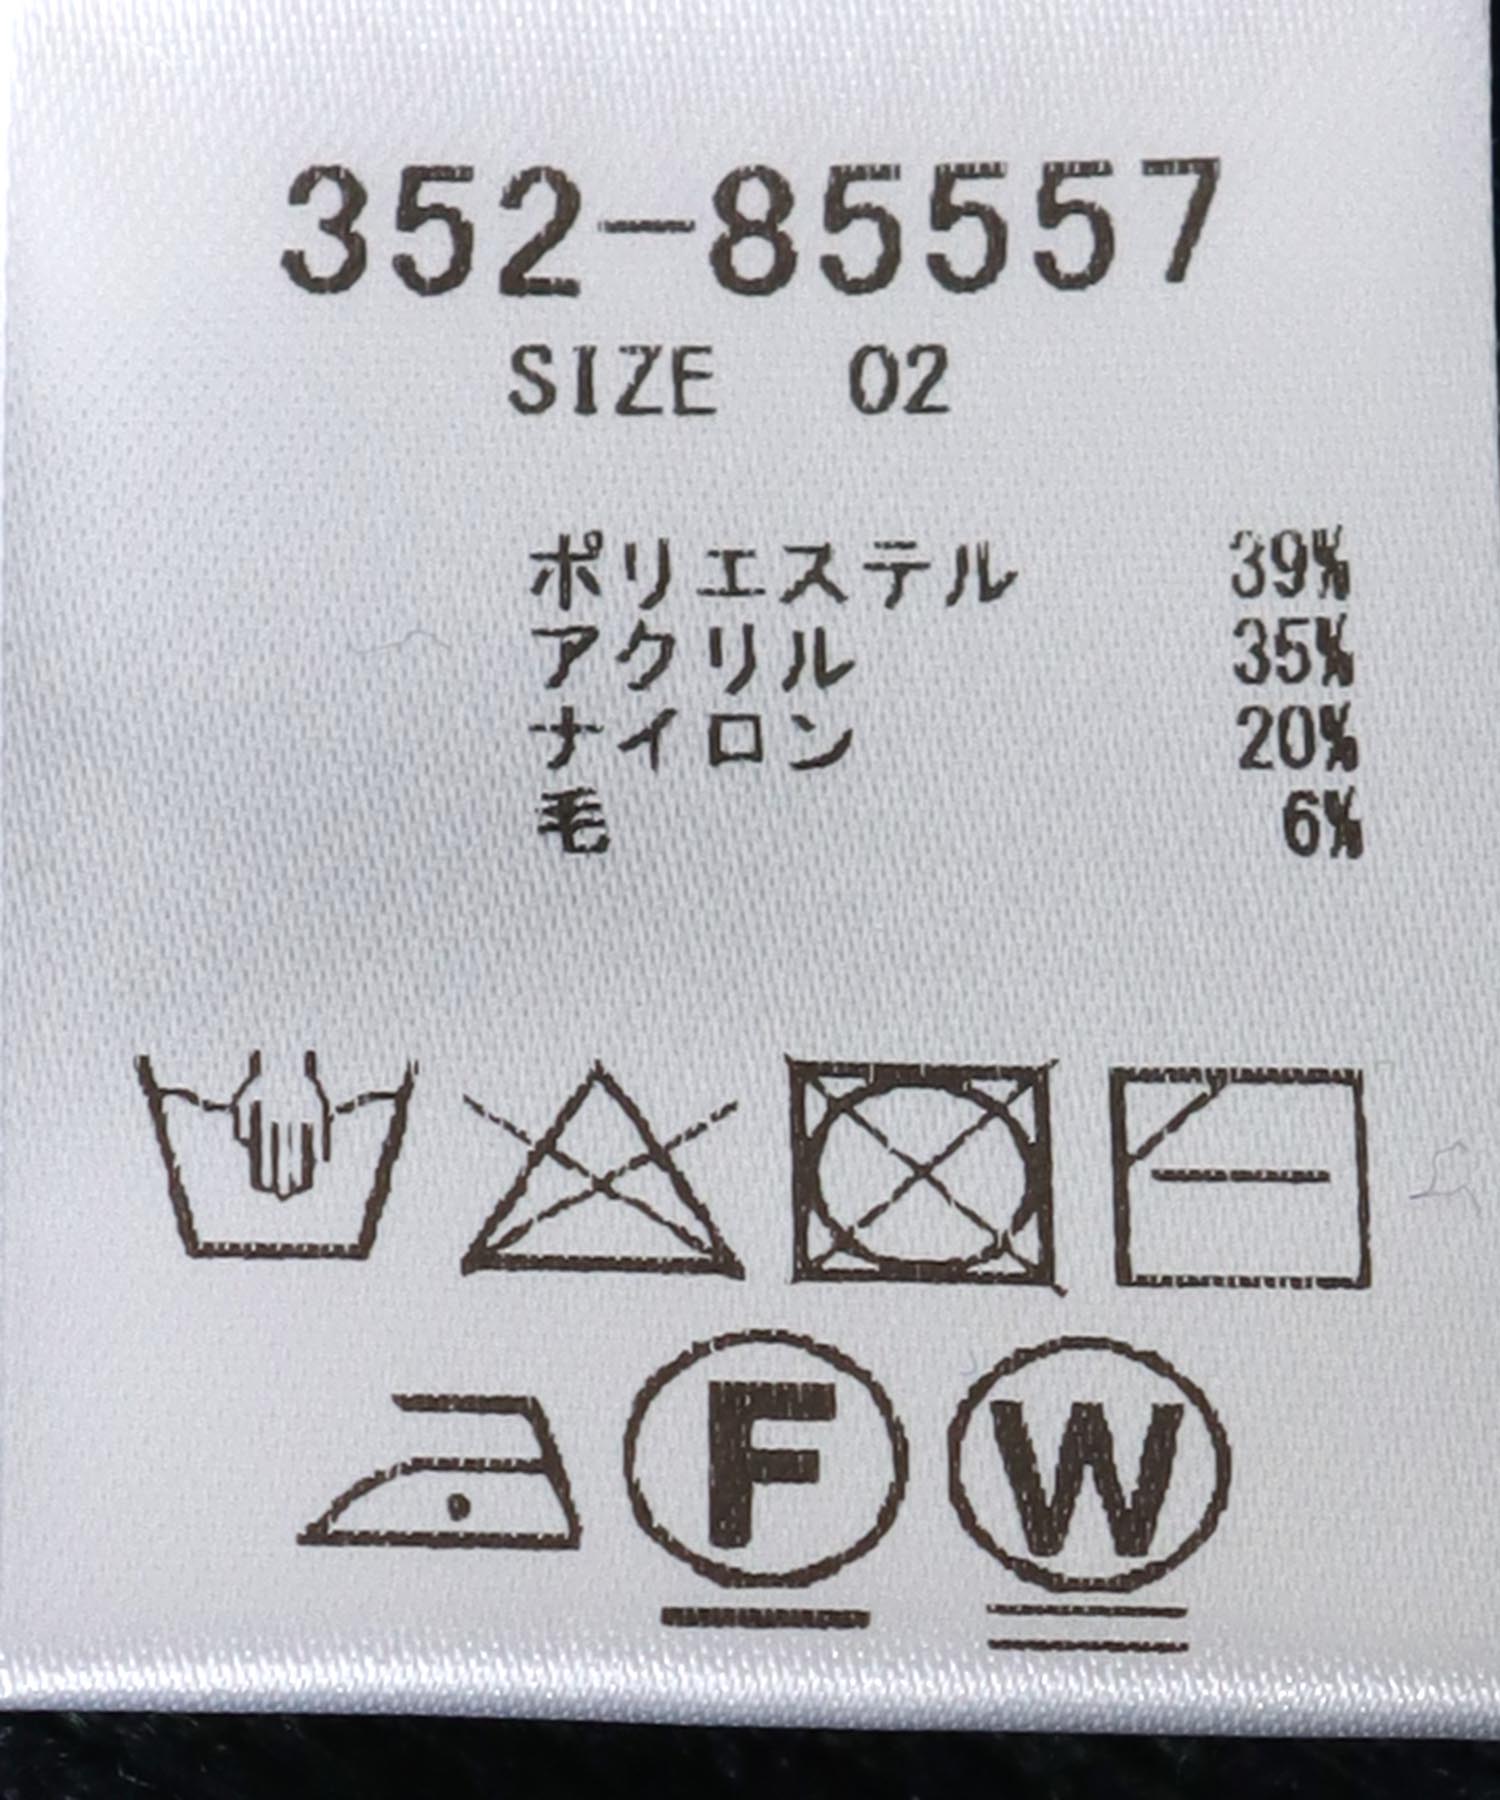 352-85557
SIZE 02
ポリエステル 39%
アクリル 35%
ナイロン 20%
毛 6%
F W